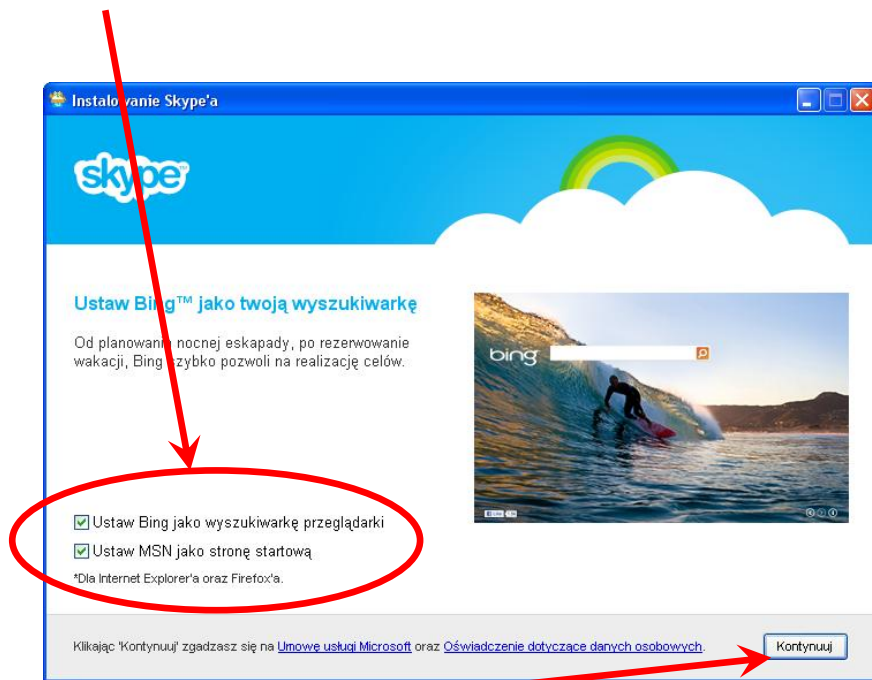 Instalowanie Skype'a
skype
Ustaw Bing™ jako twoją wyszukiwarkę
Od planowania nocnej eskapady, po rezerwowanie
wakacji, Bing szybko pozwoli na realizację celów.
bing
Ustaw Bing jako wyszukiwarkę przeglądarki
Ustaw MSN jako stronę startową
*Dla Internet Explorer'a oraz Firefox'a.
Klikając 'Kontynuuj' zgadzasz się na Umowę usługi Microsoft oraz Oświadczenie dotyczące danych osobowych.
Kontynuuj